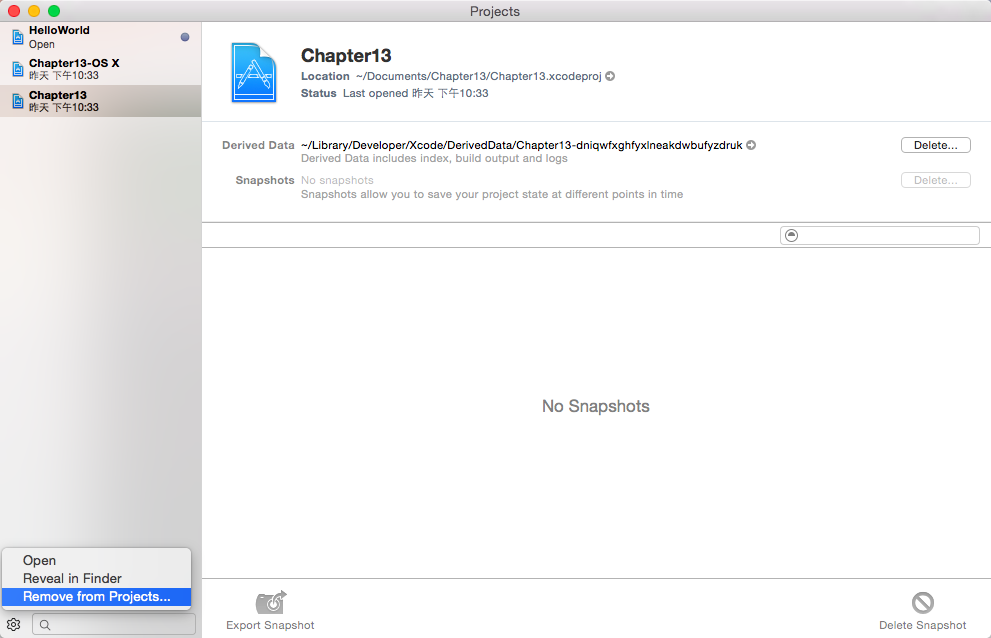 Projects
HelloWorld
Open
Chapter13-OS X
昨天 下午10:33
Chapter13
昨天 下午10:33
Chapter13
Location ~/Documents/Chapter13/Chapter13.xcodeproj
Status Last opened 昨天 下午10:33
Derived Data ~/Library/Developer/Xcode/DerivedData/Chapter13-dniqwfxghfyxlneakdwbufyzdruk Delete...
Derived Data includes index, build output and logs
Snapshots No snapshots Delete...
Snapshots allow you to save your project state at different points in time
No Snapshots
Open
Reveal in Finder
Remove from Projects...
Export Snapshot
Delete Snapshot